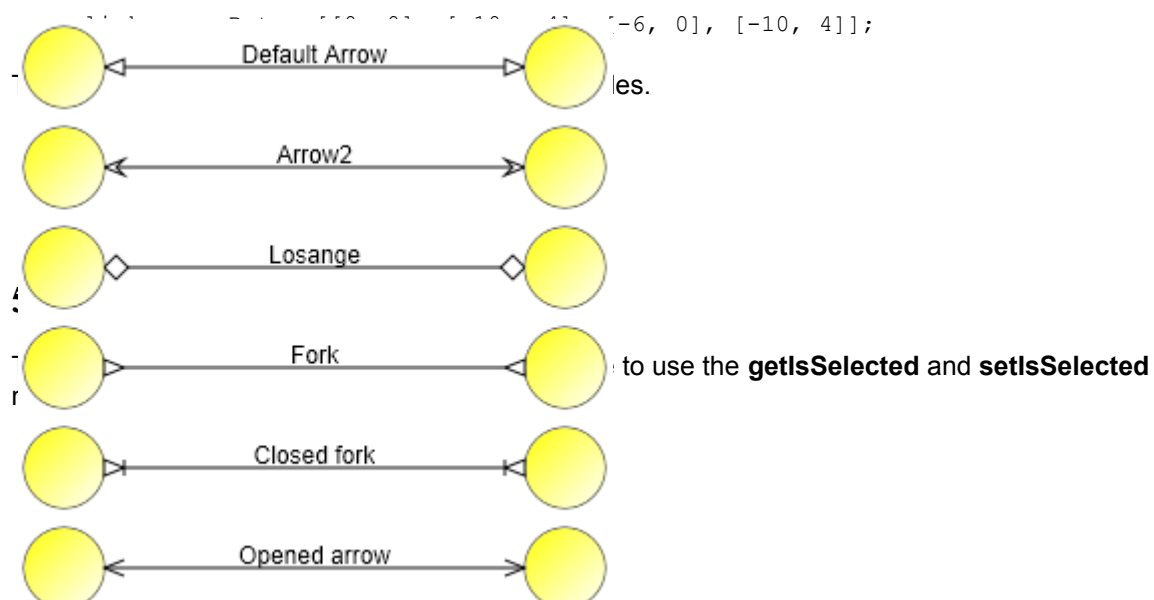 [-6, 0], [-10, 4]];
Default Arrow
Arrow2
Losange
Fork
to use the getIsSelected and setIsSelected
Closed fork
Opened arrow